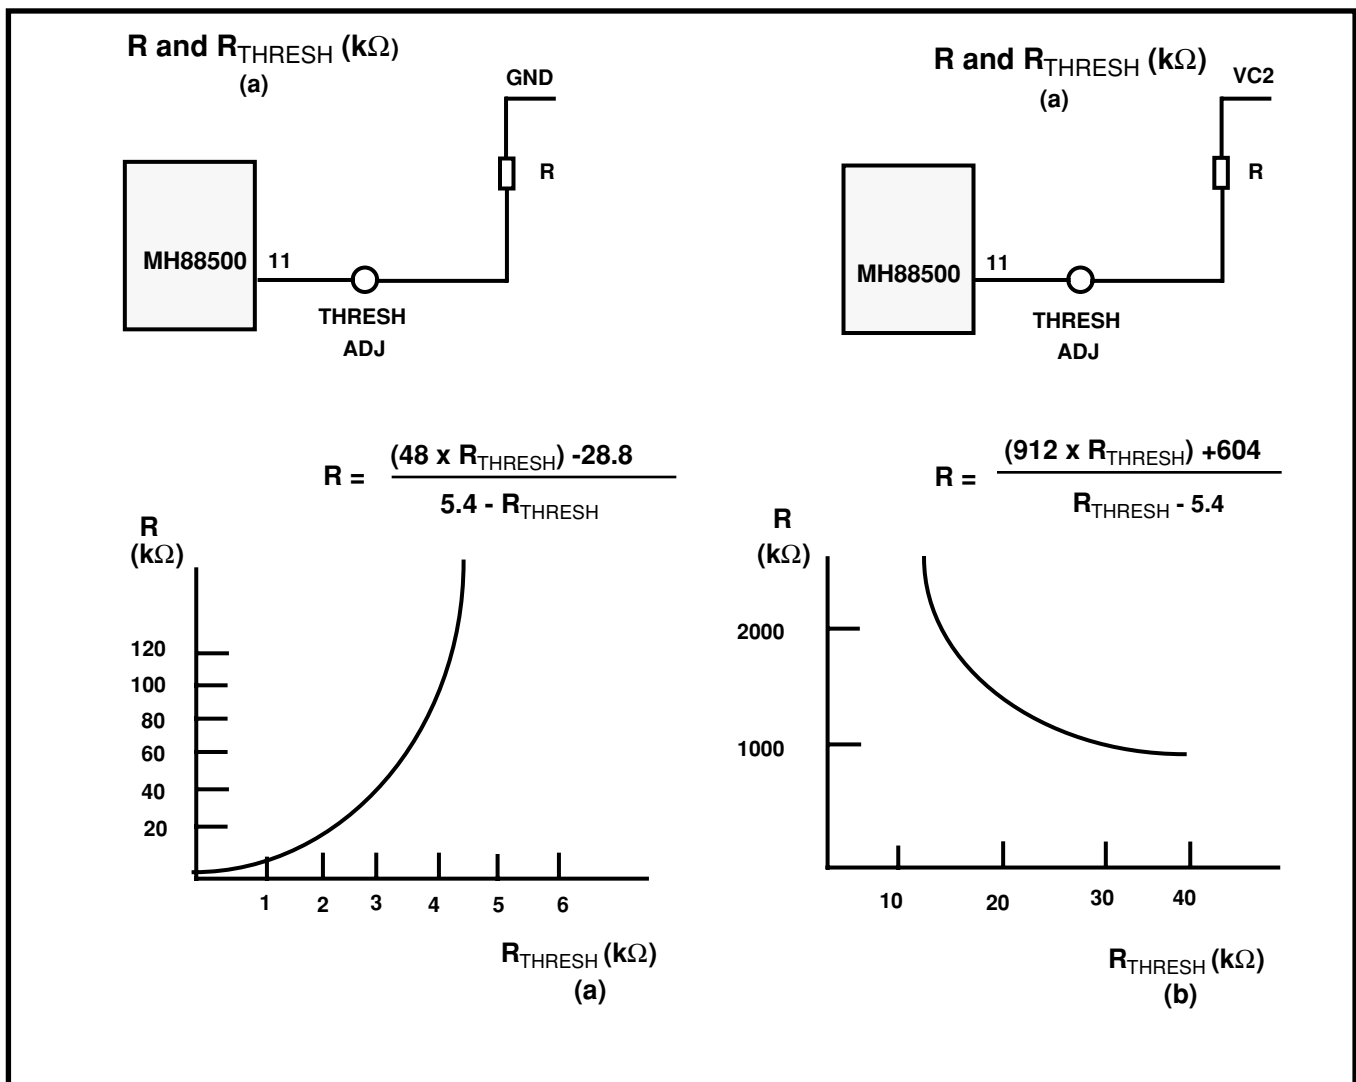 R and RTHRESH (kΩ)
(a)
GND
R
MH88500
11
THRESH
ADJ
R = (48 x RTHRESH) -28.8
5.4 - RTHRESH
R
(kΩ)
120
100
80
60
40
20
1 2 3 4 5 6
RTHRESH (kΩ)
(a)
R and RTHRESH (kΩ)
(a)
VC2
R
MH88500
11
THRESH
ADJ
R = (912 x RTHRESH) +604
RTHRESH - 5.4
R
(kΩ)
2000
1000
10 20 30 40
RTHRESH (kΩ)
(b)